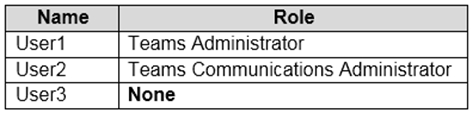 Name Role
User1 Teams Administrator
User2 Teams Communications Administrator
User3 None